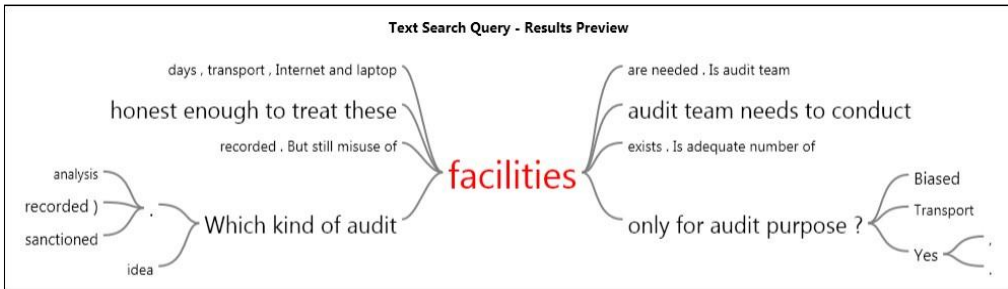 Text Search Query - Results Preview
days , transport , Internet and laptop
honest enough to treat these
recorded . But still misuse of
analysis
recorded )
sanctioned
.
idea
Which kind of audit
facilities
are needed . Is audit team
audit team needs to conduct
exists . Is adequate number of
only for audit purpose ?
Biased
Transport
Yes
,
.